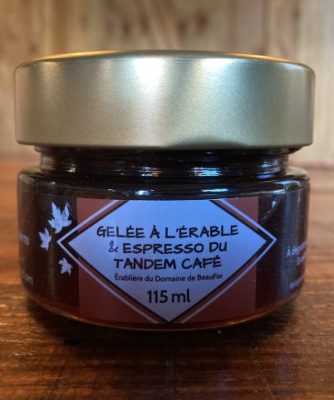 GELÉE À L'ÉRABLE
& ESPRESSO DU
TANDEM CAFÉ
Érablière du Domaine de BeauFor
115 ml